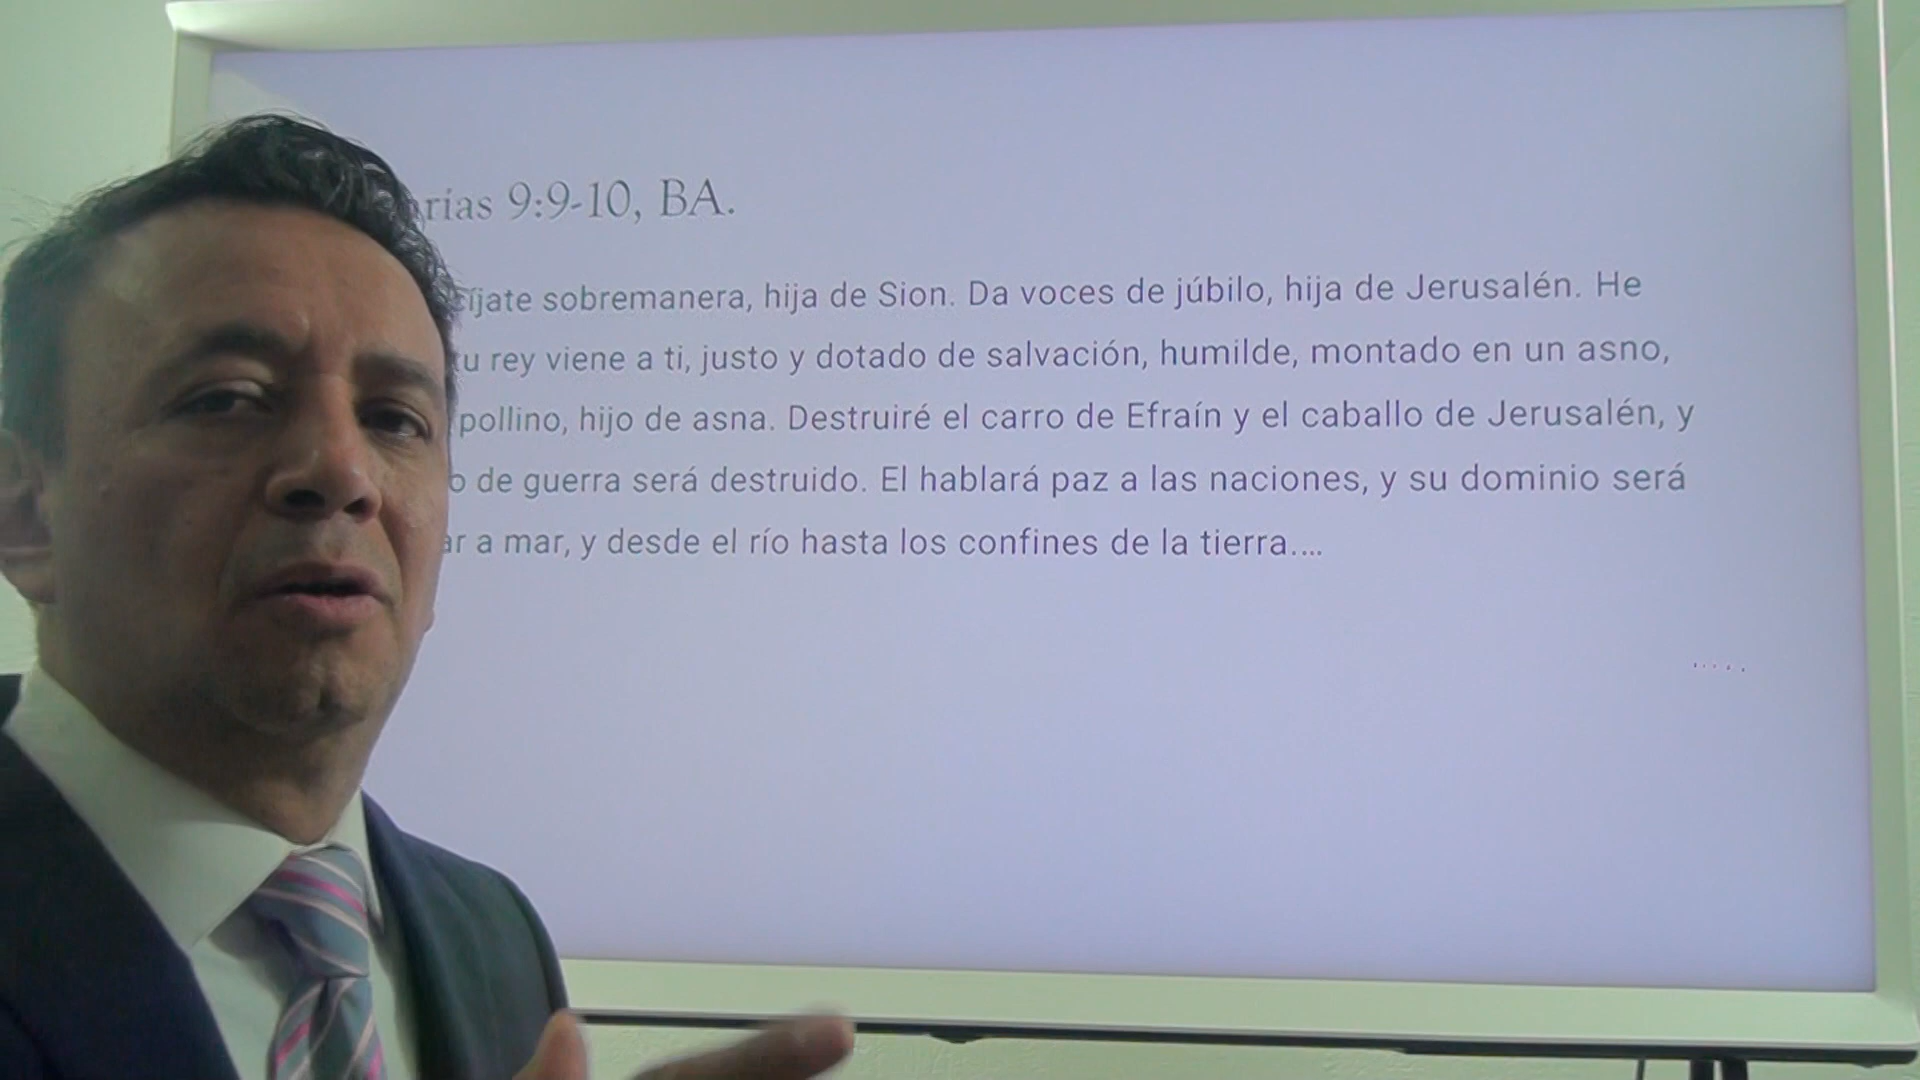 9:9-10, BA.
sobremanera, hija de Sion. Da voces de júbilo, hija de Jerusalén. He
rey viene a ti, justo y dotado de salvación, humilde, montado en un asno,
pollino, hijo de asna. Destruiré el carro de Efraín y el caballo de Jerusalén, y
de guerra será destruido. El hablará paz a las naciones, y su dominio será
a mar, y desde el río hasta los confines de la tierra....
.....